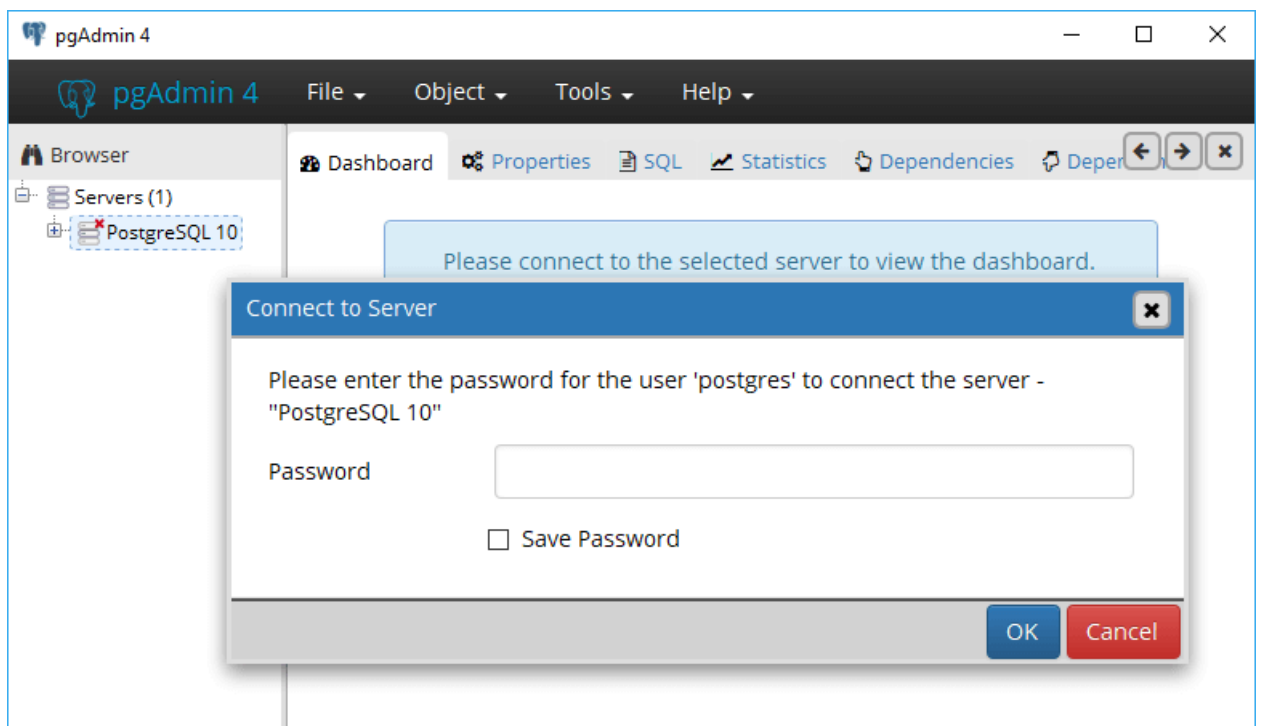 pgAdmin 4
pgAdmin 4 File Object Tools Help
Browser
Dashboard Properties SQL Statistics Dependencies
Servers (1)
PostgreSQL 10
Please connect to the selected server to view the dashboard.
Connect to Server
Please enter the password for the user 'postgres' to connect the server -
"PostgreSQL 10"
Password
Save Password
OK Cancel